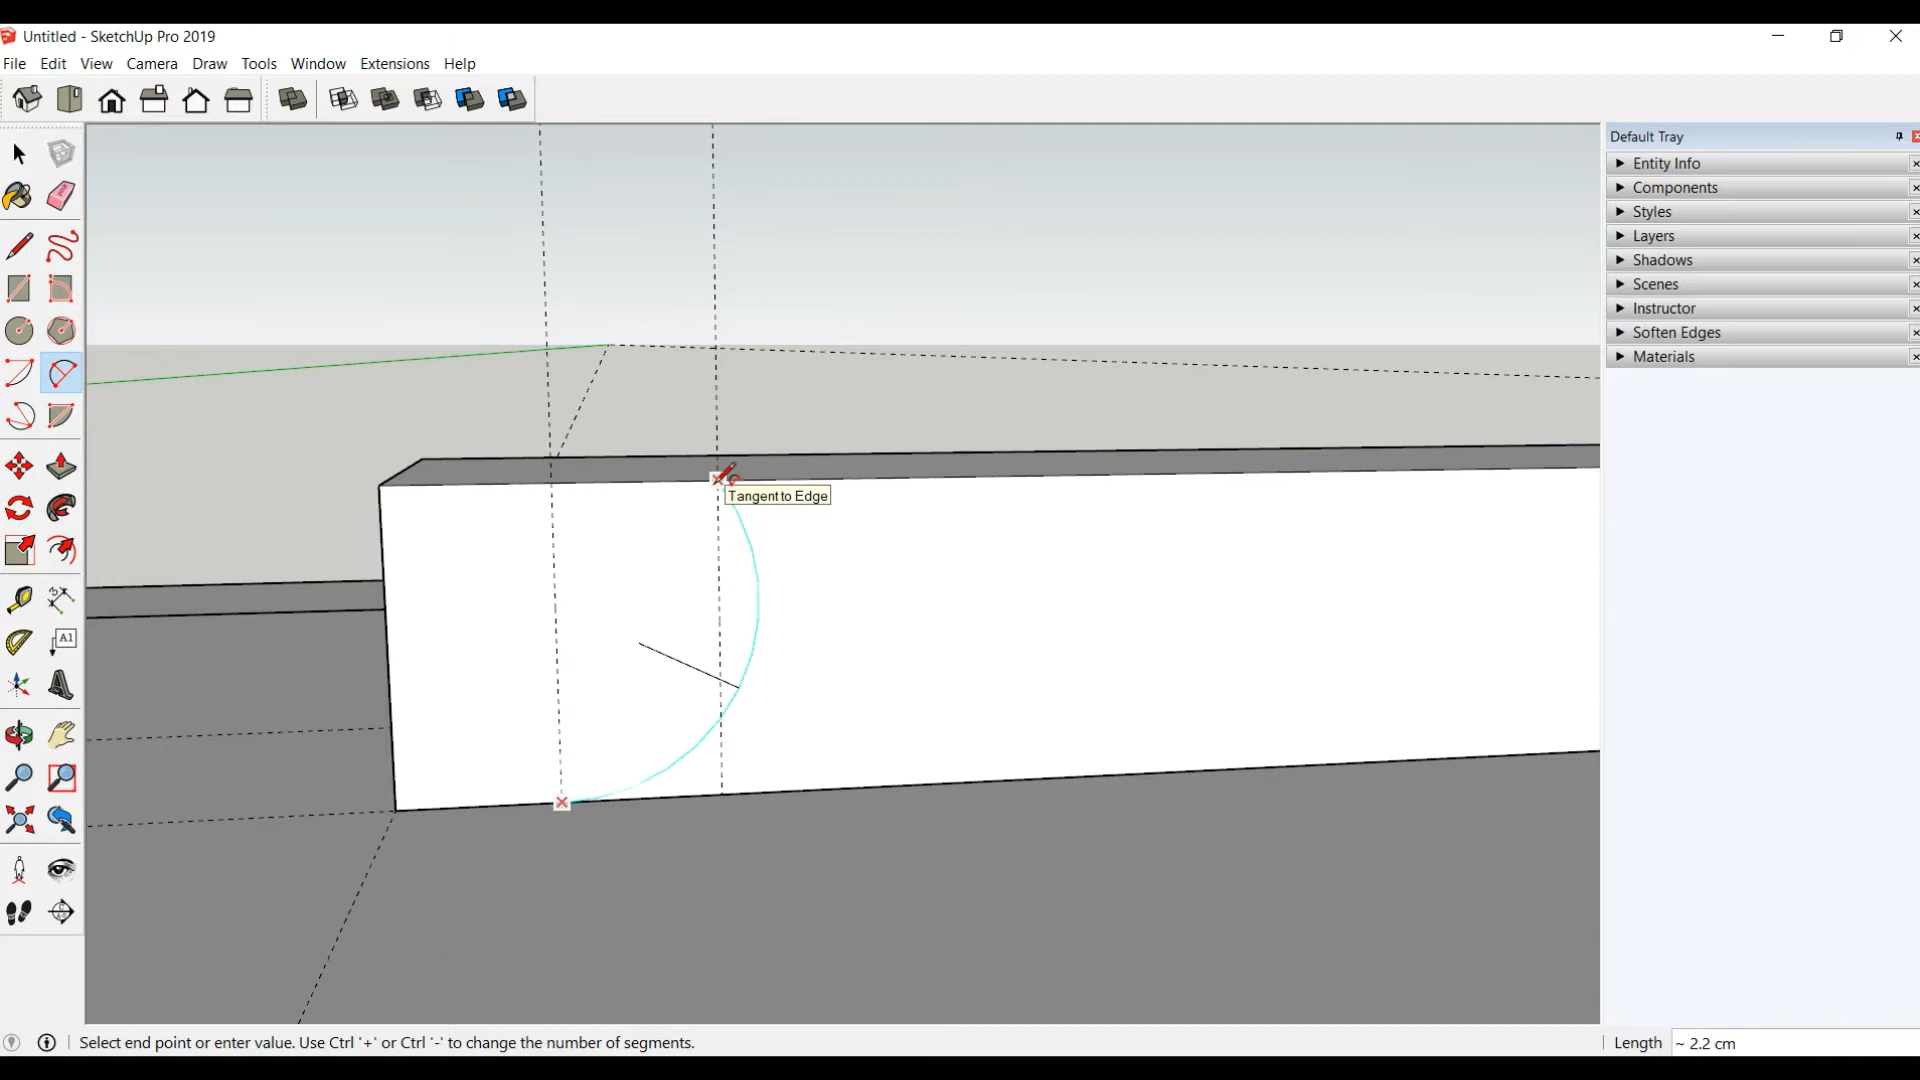 Untitled - SketchUp Pro 2019
File Edit View Camera Draw Tools Window Extensions Help
Default Tray
Entity Info
Components
Styles
Layers
Shadows
Scenes
Instructor
Soften Edges
Materials
Tangent to Edge
A1
Select end point or enter value. Use Ctrl '+' or Ctrl '-' to change the number of segments.
Length ~ 2.2 cm